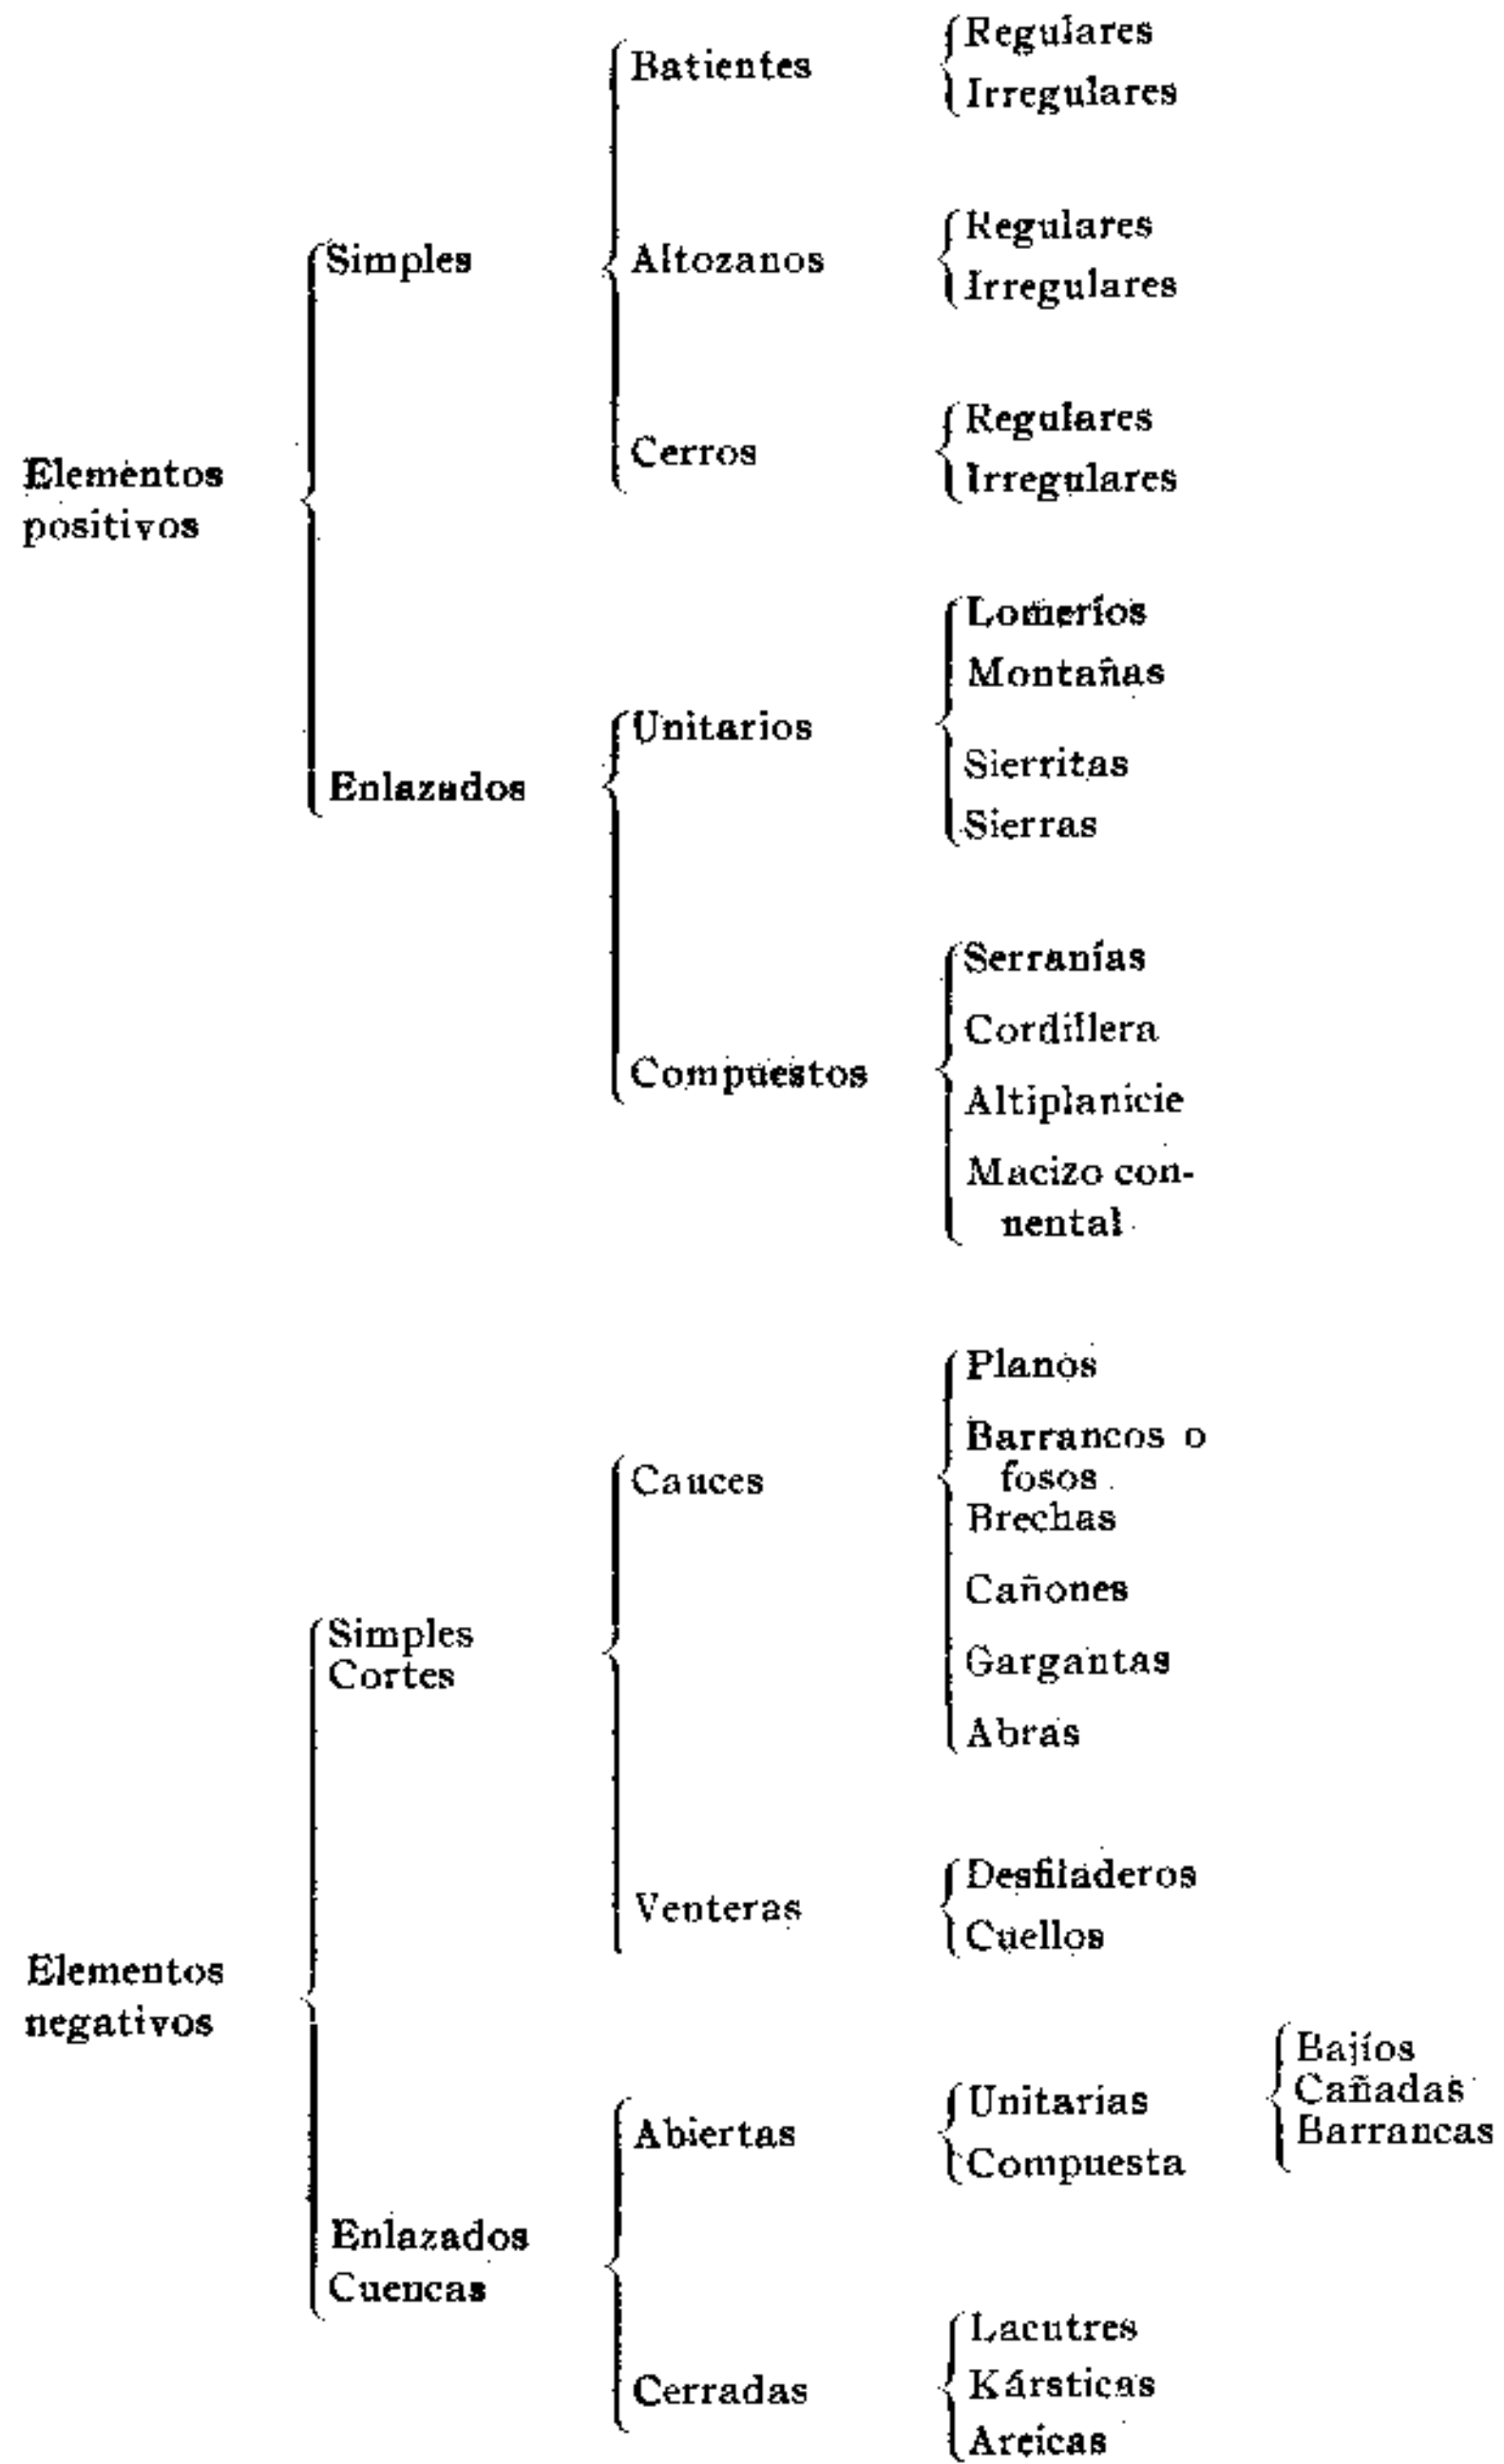 Regulares
Batientes
Irregulares
Regulares
Simples
Altozanos
Irregulares
Regulares
Cerros
Elementos
Irregulares
positivos
Lomeríos
Montañas
Unitarios
Sierritas
Enlazados
Sierras
Serranías
Cordillera
Compuestos
Altiplanicie
Macizo con-
nental
Planos
Barrancos o
fosos
Cauces
Brechas
Cañones
Simples
Gargantas
Cortes
Abras
Desfiladeros
Venteras
Cuellos
Elementos
negativos
Bajíos
Cañadas
Unitarias
Barrancas
Abiertas
Compuesta
Enlazados
Cuencas
Lacutres
Kársticas
Cerradas
Areicas